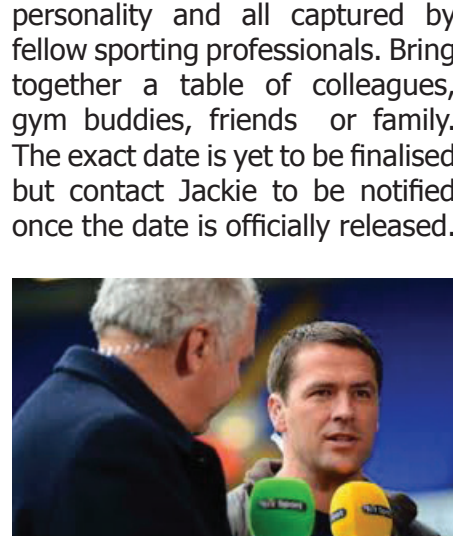 personality and all captured by
fellow sporting professionals. Bring
together a table of colleagues,
gym buddies, friends or family.
The exact date is yet to be finalised
but contact Jackie to be notified
once the date is officially released.